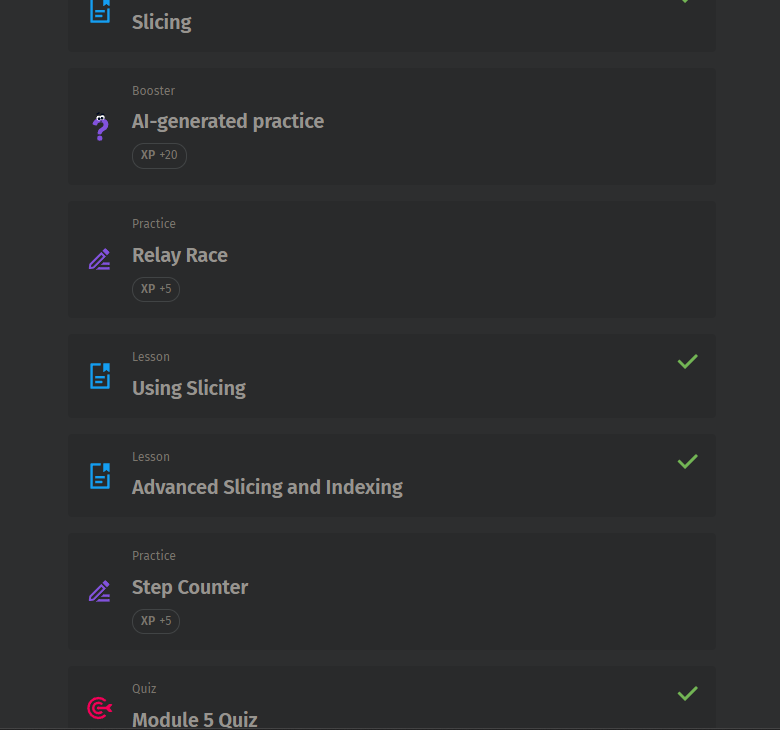 Slicing
Booster
AI-generated practice
XP +20
Practice
Relay Race
XP +5
Lesson
Using Slicing
Lesson
Advanced Slicing and Indexing
Practice
Step Counter
XP +5
Quiz
Module 5 Quiz